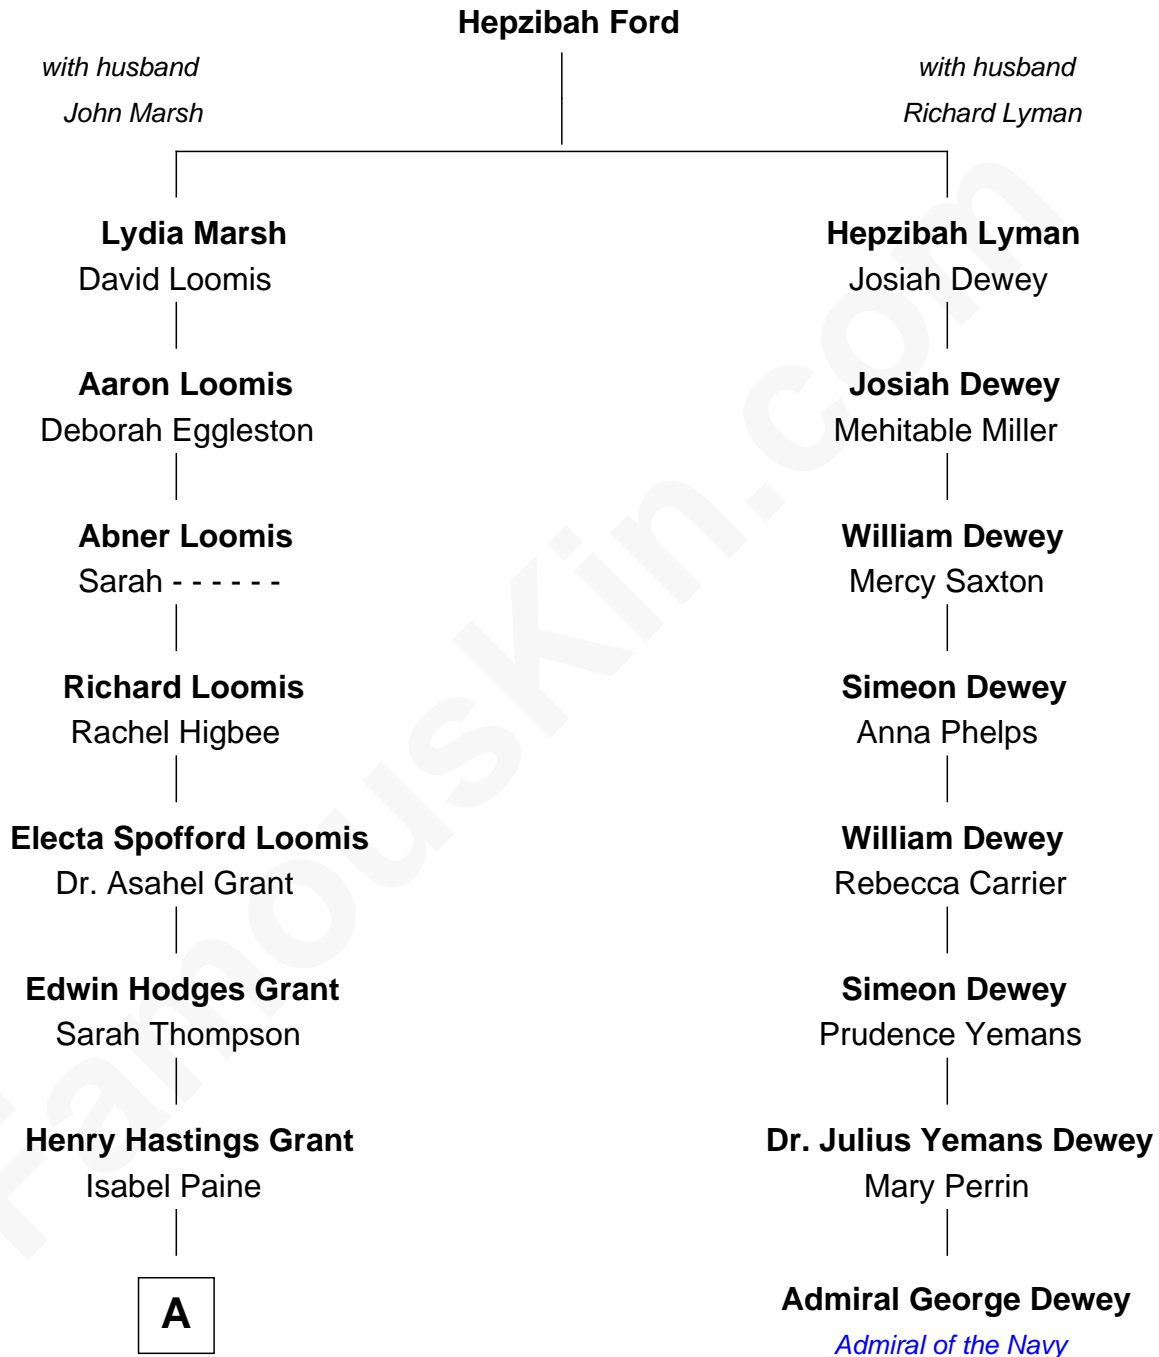 Hepzibah Ford
with husband
John Marsh
with husband
Richard Lyman
Lydia Marsh
David Loomis
Hepzibah Lyman
Josiah Dewey
Aaron Loomis
Deborah Eggleston
Josiah Dewey
Mehitable Miller
Abner Loomis
Sarah - - - - - -
William Dewey
Mercy Saxton
Richard Loomis
Rachel Higbee
Simeon Dewey
Anna Phelps
Electa Spofford Loomis
Dr. Asahel Grant
William Dewey
Rebecca Carrier
Edwin Hodges Grant
Sarah Thompson
Simeon Dewey
Prudence Yemans
Henry Hastings Grant
Isabel Paine
Dr. Julius Yemans Dewey
Mary Perrin
A
Admiral George Dewey
Admiral of the Navy
FamousKin.com